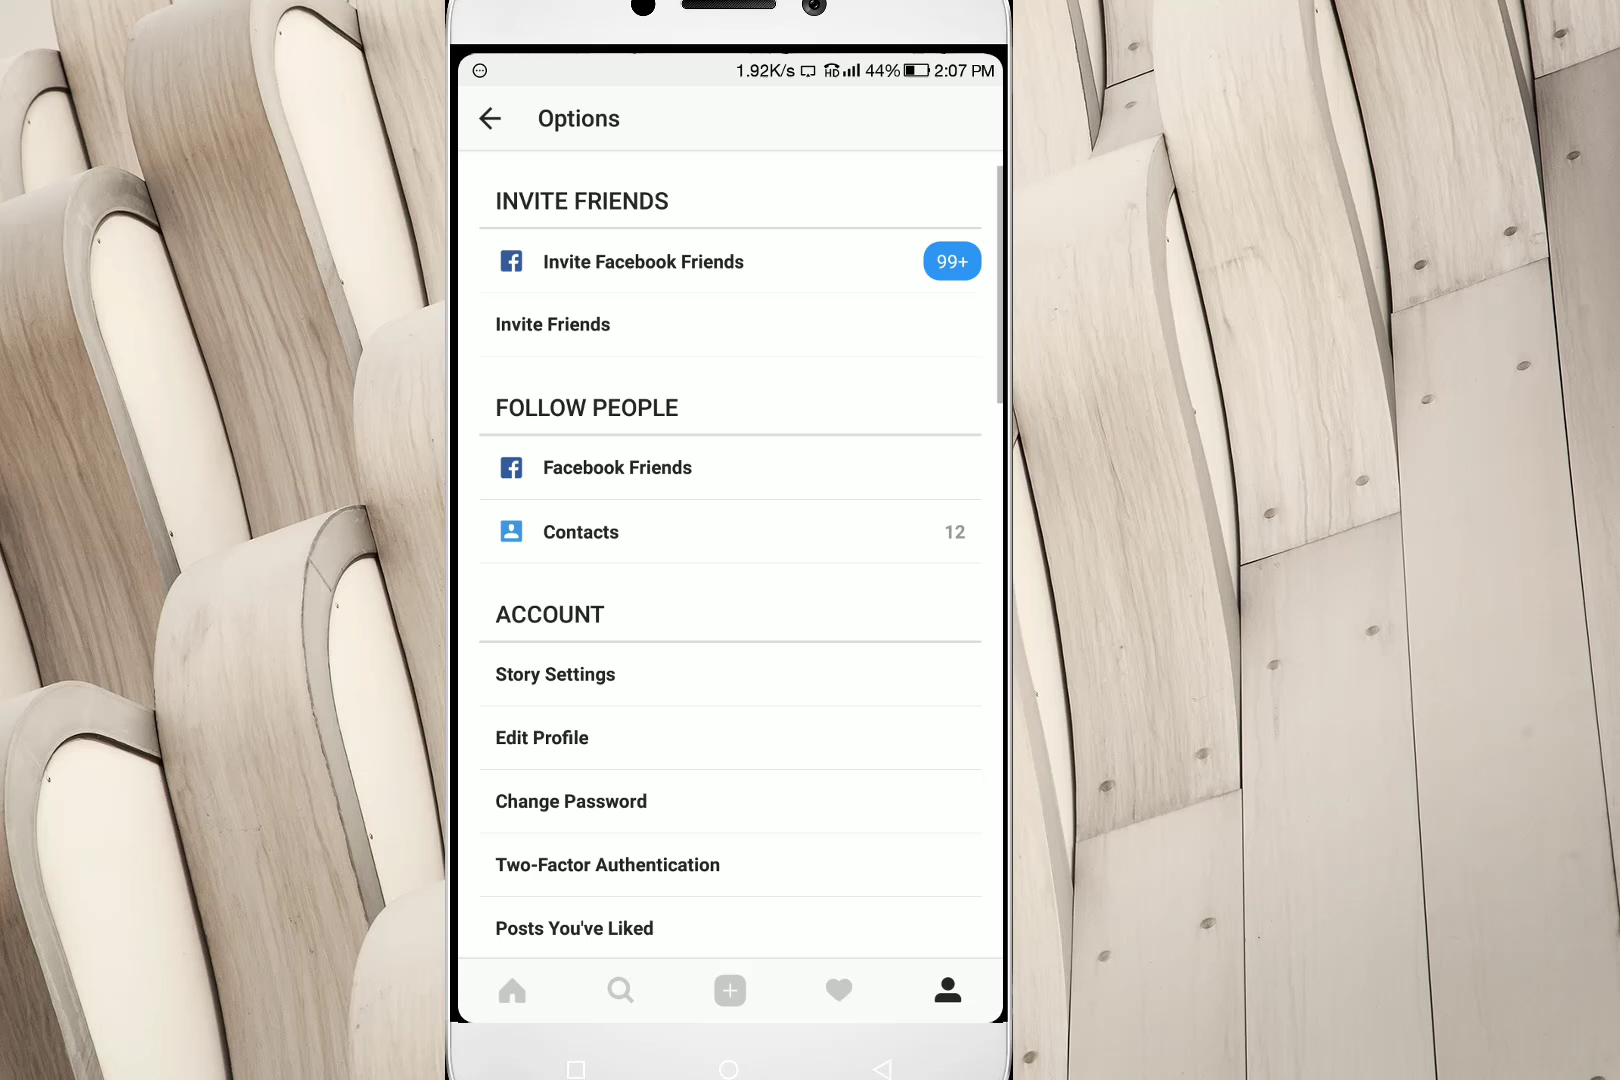 1.92K/s HD 44% 2:07 PM
Options
INVITE FRIENDS
Invite Facebook Friends 99+
Invite Friends
FOLLOW PEOPLE
Facebook Friends
Contacts 12
ACCOUNT
Story Settings
Edit Profile
Change Password
Two-Factor Authentication
Posts You've Liked